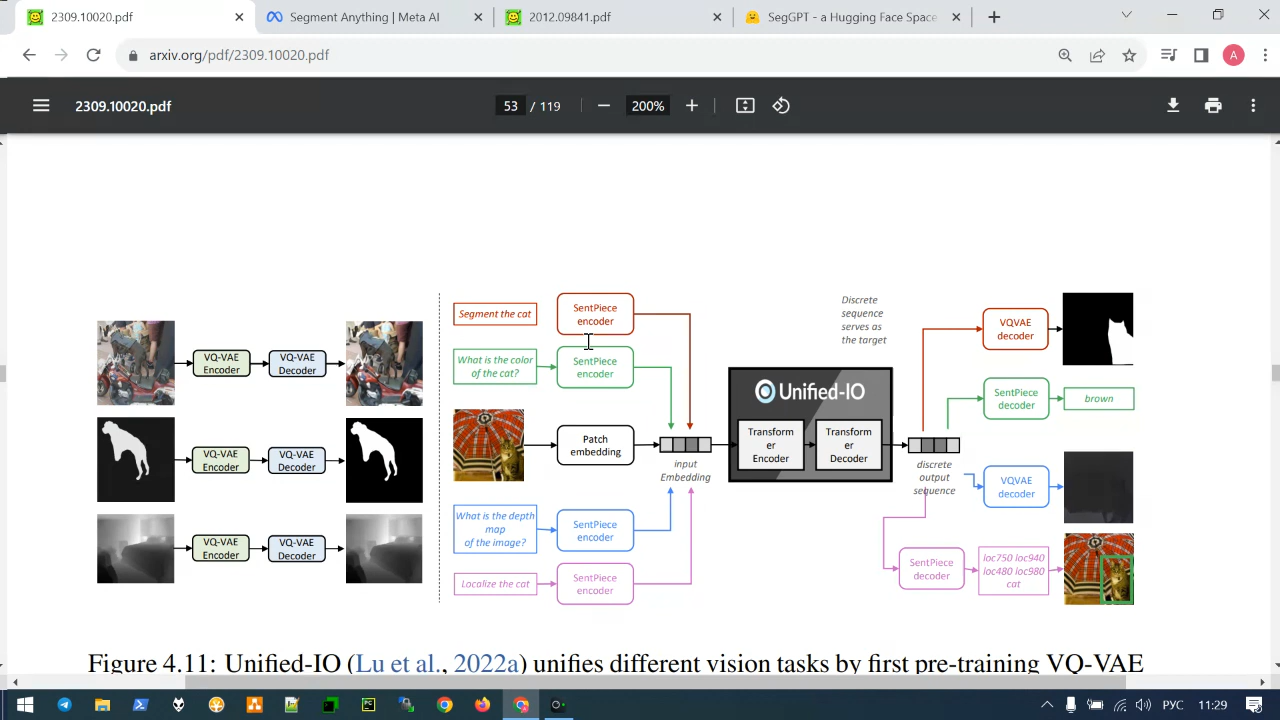 2309.10020.pdf
Segment Anything | Meta AI
2012.09841.pdf
SegGPT - a Hugging Face Space
arxiv.org/pdf/2309.10020.pdf
A
2309.10020.pdf
53 / 119
200%
VQ-VAE
Encoder
VQ-VAE
Decoder
VQ-VAE
Encoder
VQ-VAE
Decoder
VQ-VAE
Encoder
VQ-VAE
Decoder
Segment the cat
SentPiece
encoder
What is the color
of the cat?
SentPiece
encoder
Patch
embedding
What is the depth
map
of the image?
SentPiece
encoder
Localize the cat
SentPiece
encoder
input
Embedding
Unified-IO
Transform
er
Encoder
Transform
er
Decoder
Discrete
sequence
serves as
the target
discrete
output
sequence
VQVAE
decoder
SentPiece
decoder
brown
VQVAE
decoder
SentPiece
decoder
loc750 loc940
loc480 loc980
cat
Figure 4.11: Unified-IO (Lu et al., 2022a) unifies different vision tasks by first pre-training VQ-VAE
РУС
11:29